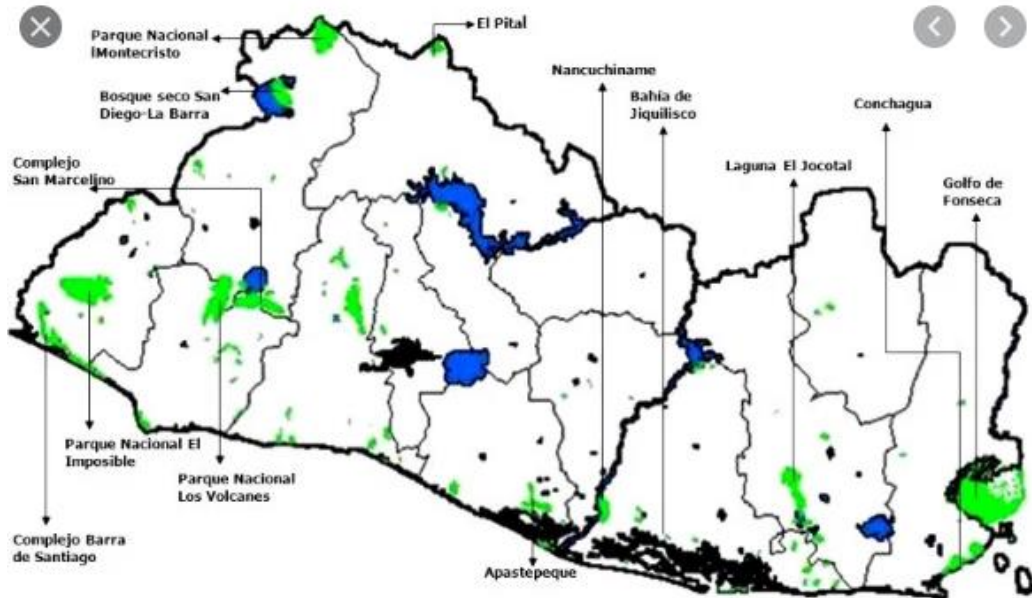 Parque Nacional
lMontecristo
El Pital
Bosque seco San
Diego-La Barra
Nancuchiname
Bahía de
Jiquilisco
Conchagua
Complejo
San Marcelino
Laguna El Jocotal
Golfo de
Fonseca
Parque Nacional El
Imposible
Parque Nacional
Los Volcanes
Complejo Barra
de Santiago
Apastepeque